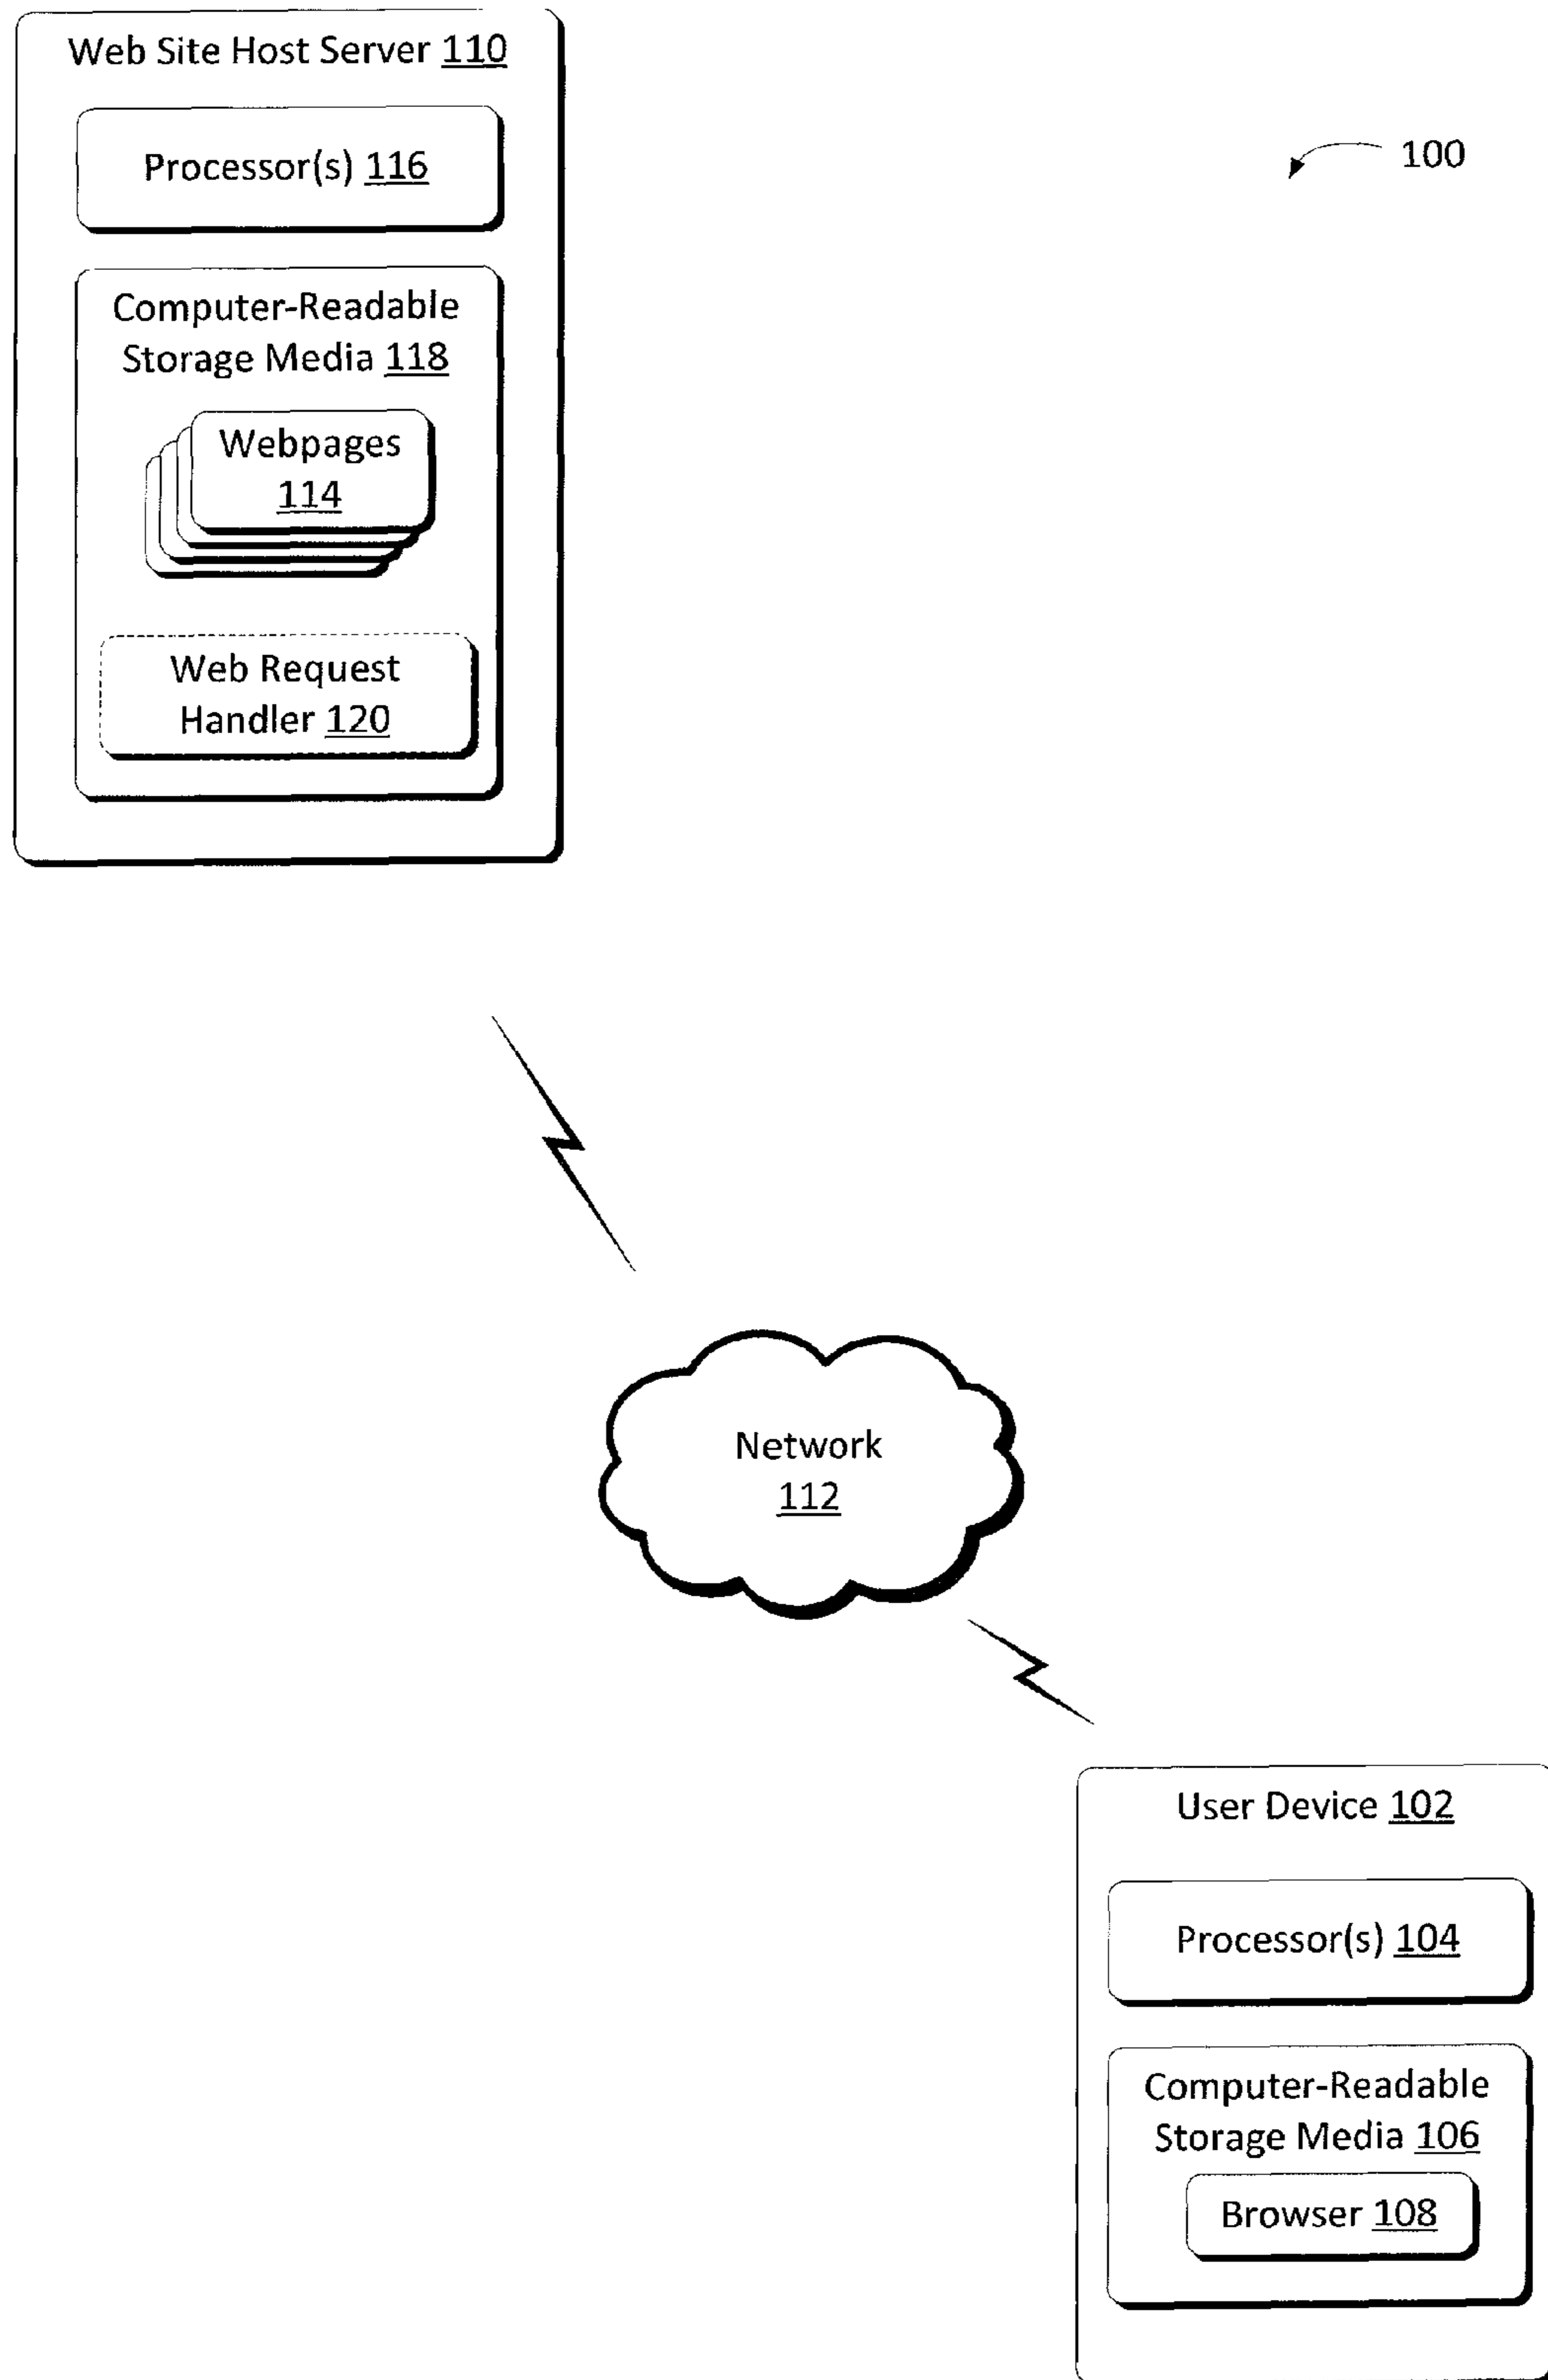 Web Site Host Server 110
100
Processor(s) 116
Computer-Readable
Storage Media 118
Webpages
114
Web Request
Handler 120
Network
112
User Device 102
Processor(s) 104
Computer-Readable
Storage Media 106
Browser 108